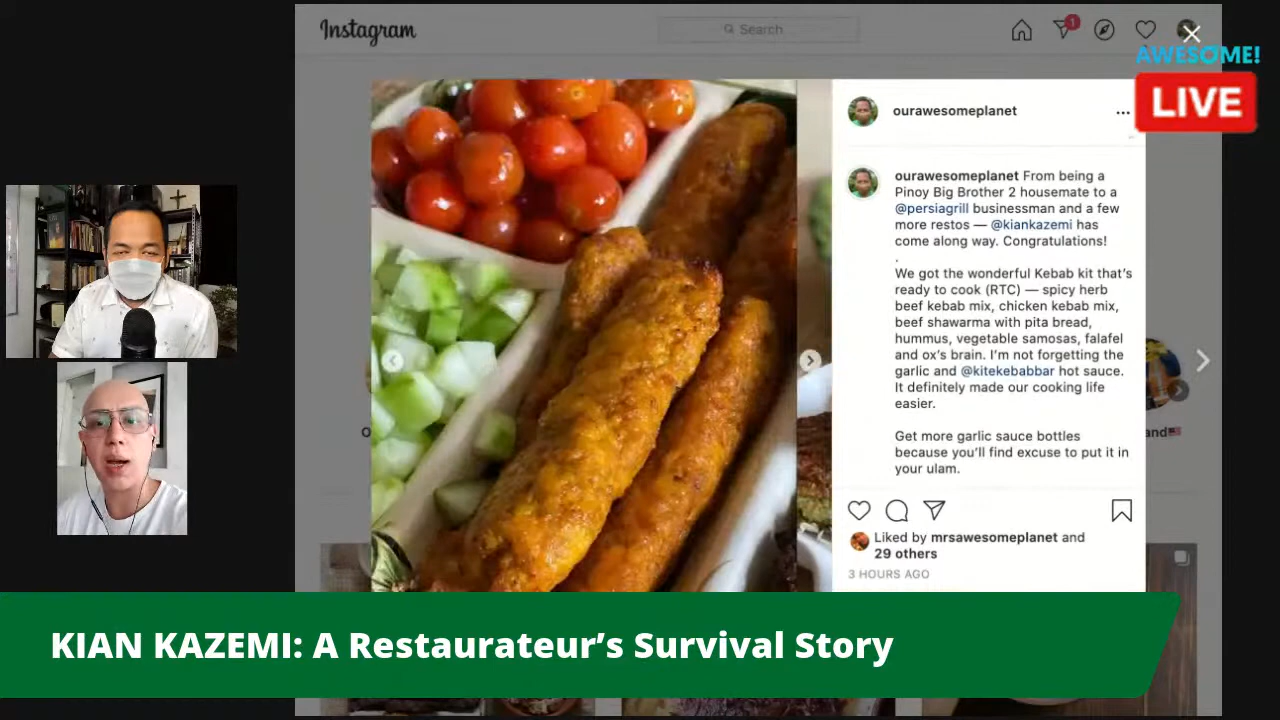 Instagram
Search
1
AWESOME!
LIVE
ourawesomeplanet
ourawesomeplanet From being a
Pinoy Big Brother 2 housemate to a
@persiagrill businessman and a few
more restos — @kiankazemi has
come along way. Congratulations!
.
We got the wonderful Kebab kit that's
ready to cook (RTC) — spicy herb
beef kebab mix, chicken kebab mix,
beef shawarma with pita bread,
hummus, vegetable samosas, falafel
and ox's brain. I'm not forgetting the
garlic and @kitekebabbar hot sauce.
It definitely made our cooking life
easier.
Get more garlic sauce bottles
because you'll find excuse to put it in
your ulam.
Liked by mrsawesomeplanet and
29 others
3 HOURS AGO
KIAN KAZEMI: A Restaurateur's Survival Story